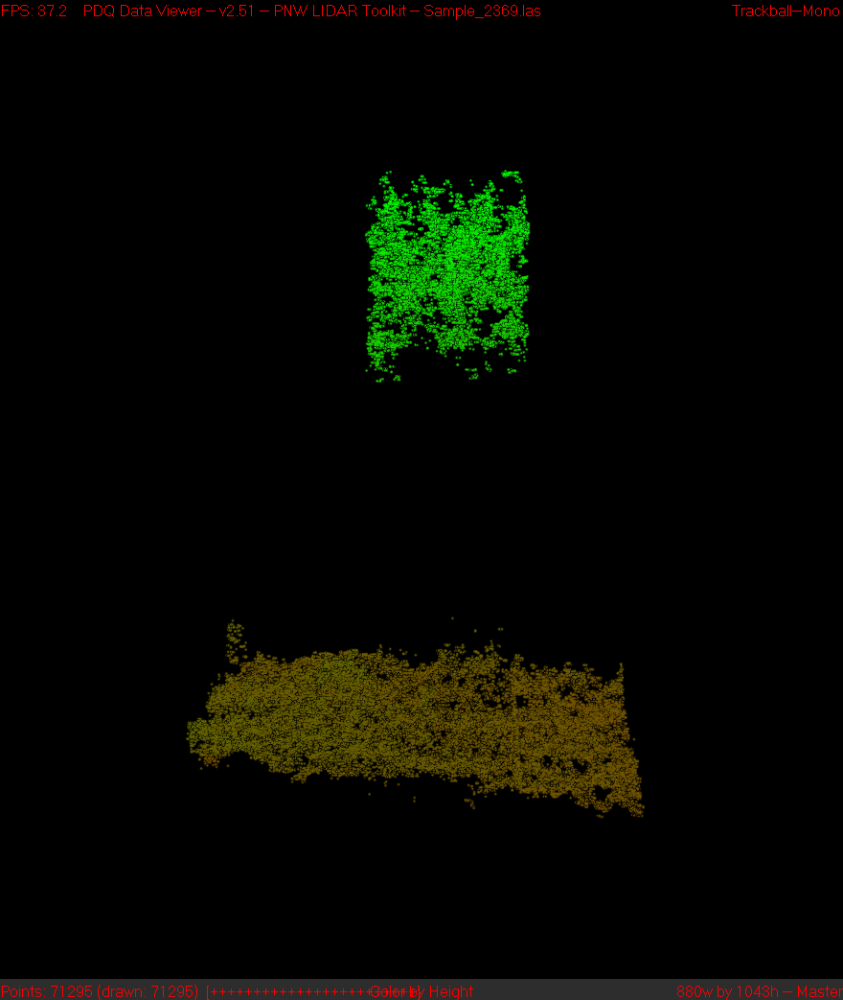 FPS: 37.2 PDQ Data Viewer – v2.51 – PNW LIDAR Toolkit – Sample_2369.las Trackball–Mono
Points: 71295 (drawn: 71295) [++++++++++++++++++++++++ Color by Height 880w by 1043h – Master